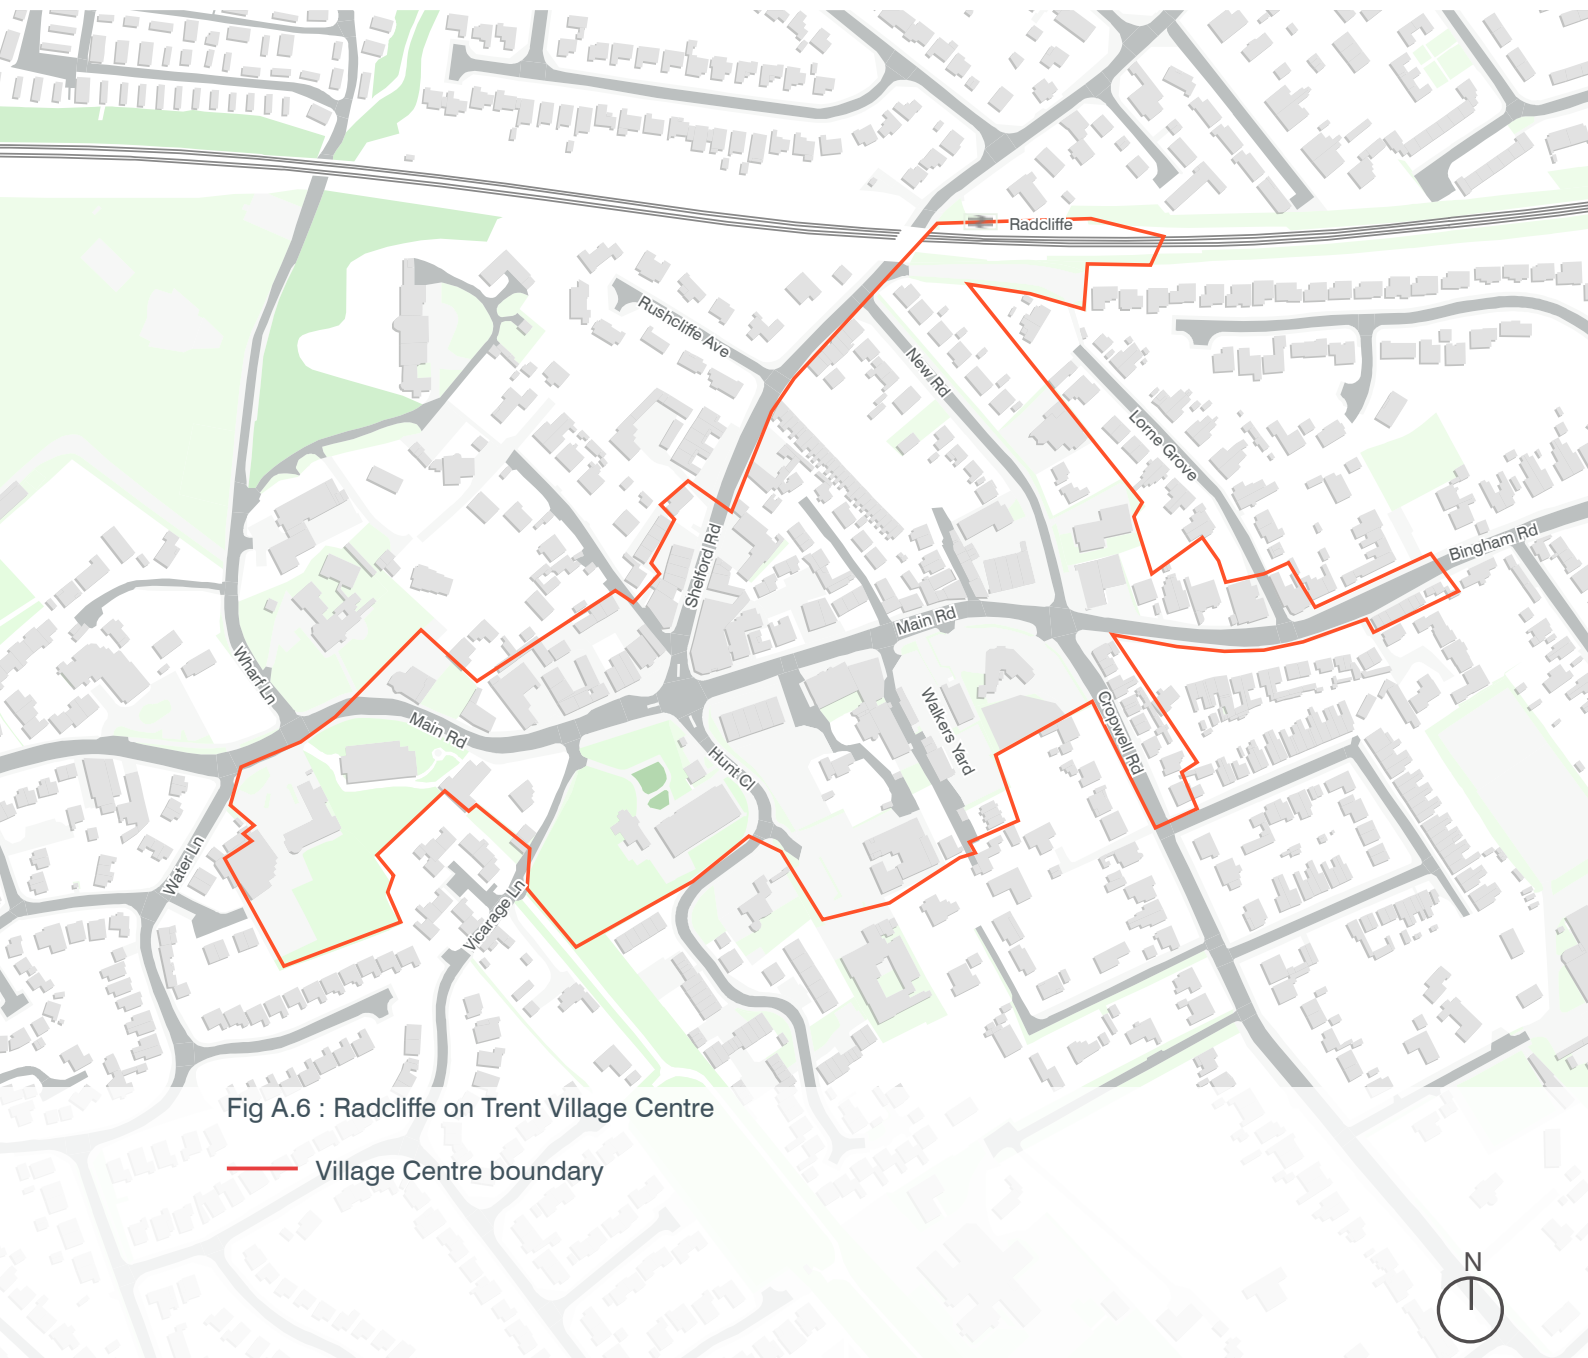 Radcliffe
Rushcliffe Ave
New Rd
Lorne Grove
Bingham Rd
Shelford Rd
Main Rd
Wharf Ln
Main Rd
Walkers Yard
Cropwell Rd
Hunt Cl
Water Ln
Vicarage Ln
Fig A.6 : Radcliffe on Trent Village Centre
Village Centre boundary
N